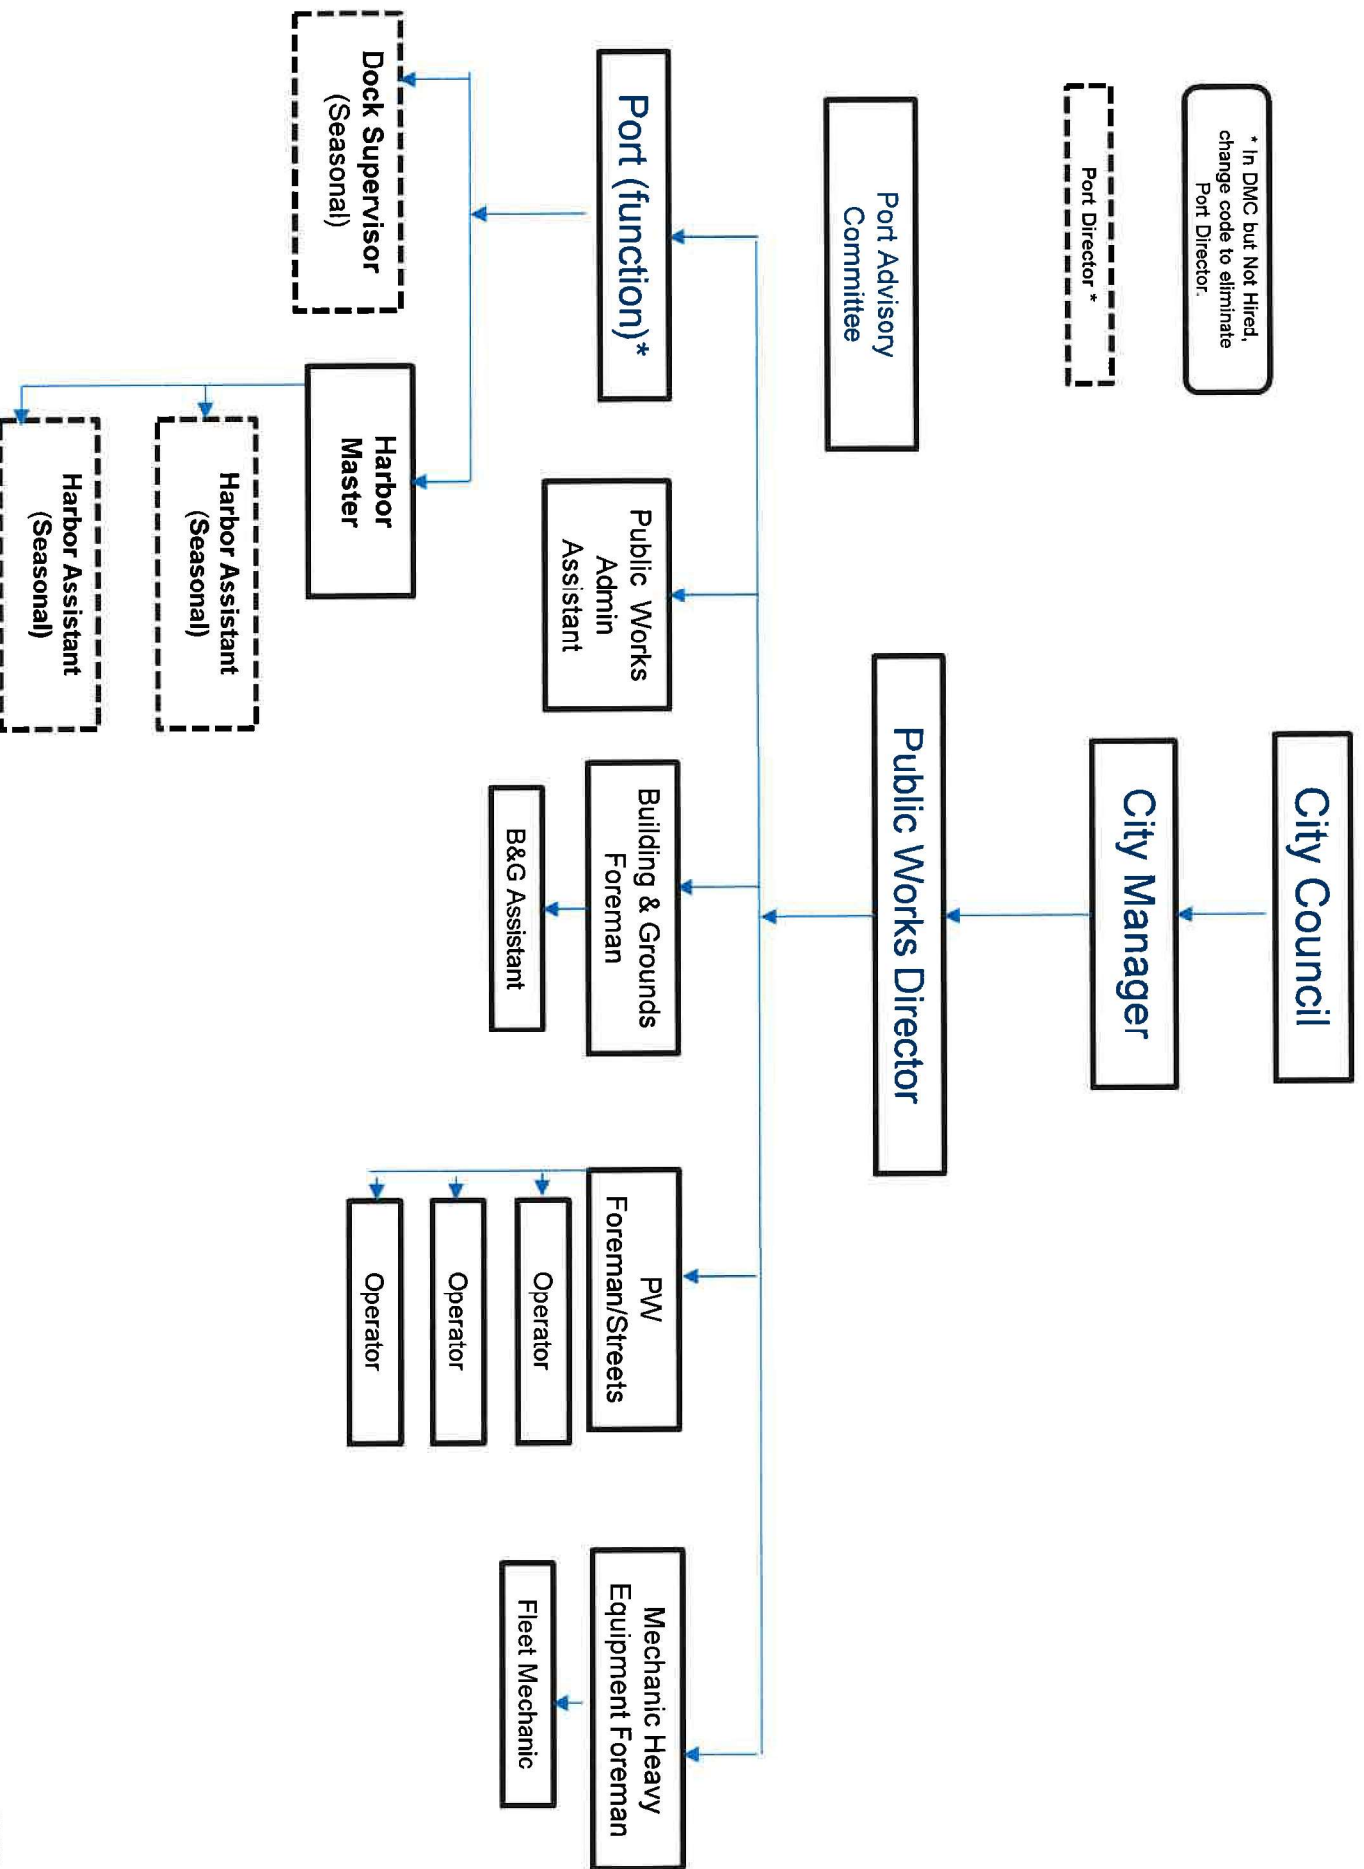 * In DMC but Not Hired,
change code to eliminate
Port Director.
City Council
Port Director *
City Manager
Port Advisory
Committee
Public Works Director
Port (function)*
Public Works
Admin
Assistant
Building & Grounds
Foreman
PW
Foreman/Streets
Mechanic Heavy
Equipment Foreman
B&G Assistant
Operator
Fleet Mechanic
Operator
Operator
Dock Supervisor
(Seasonal)
Harbor
Master
Harbor Assistant
(Seasonal)
Harbor Assistant
(Seasonal)